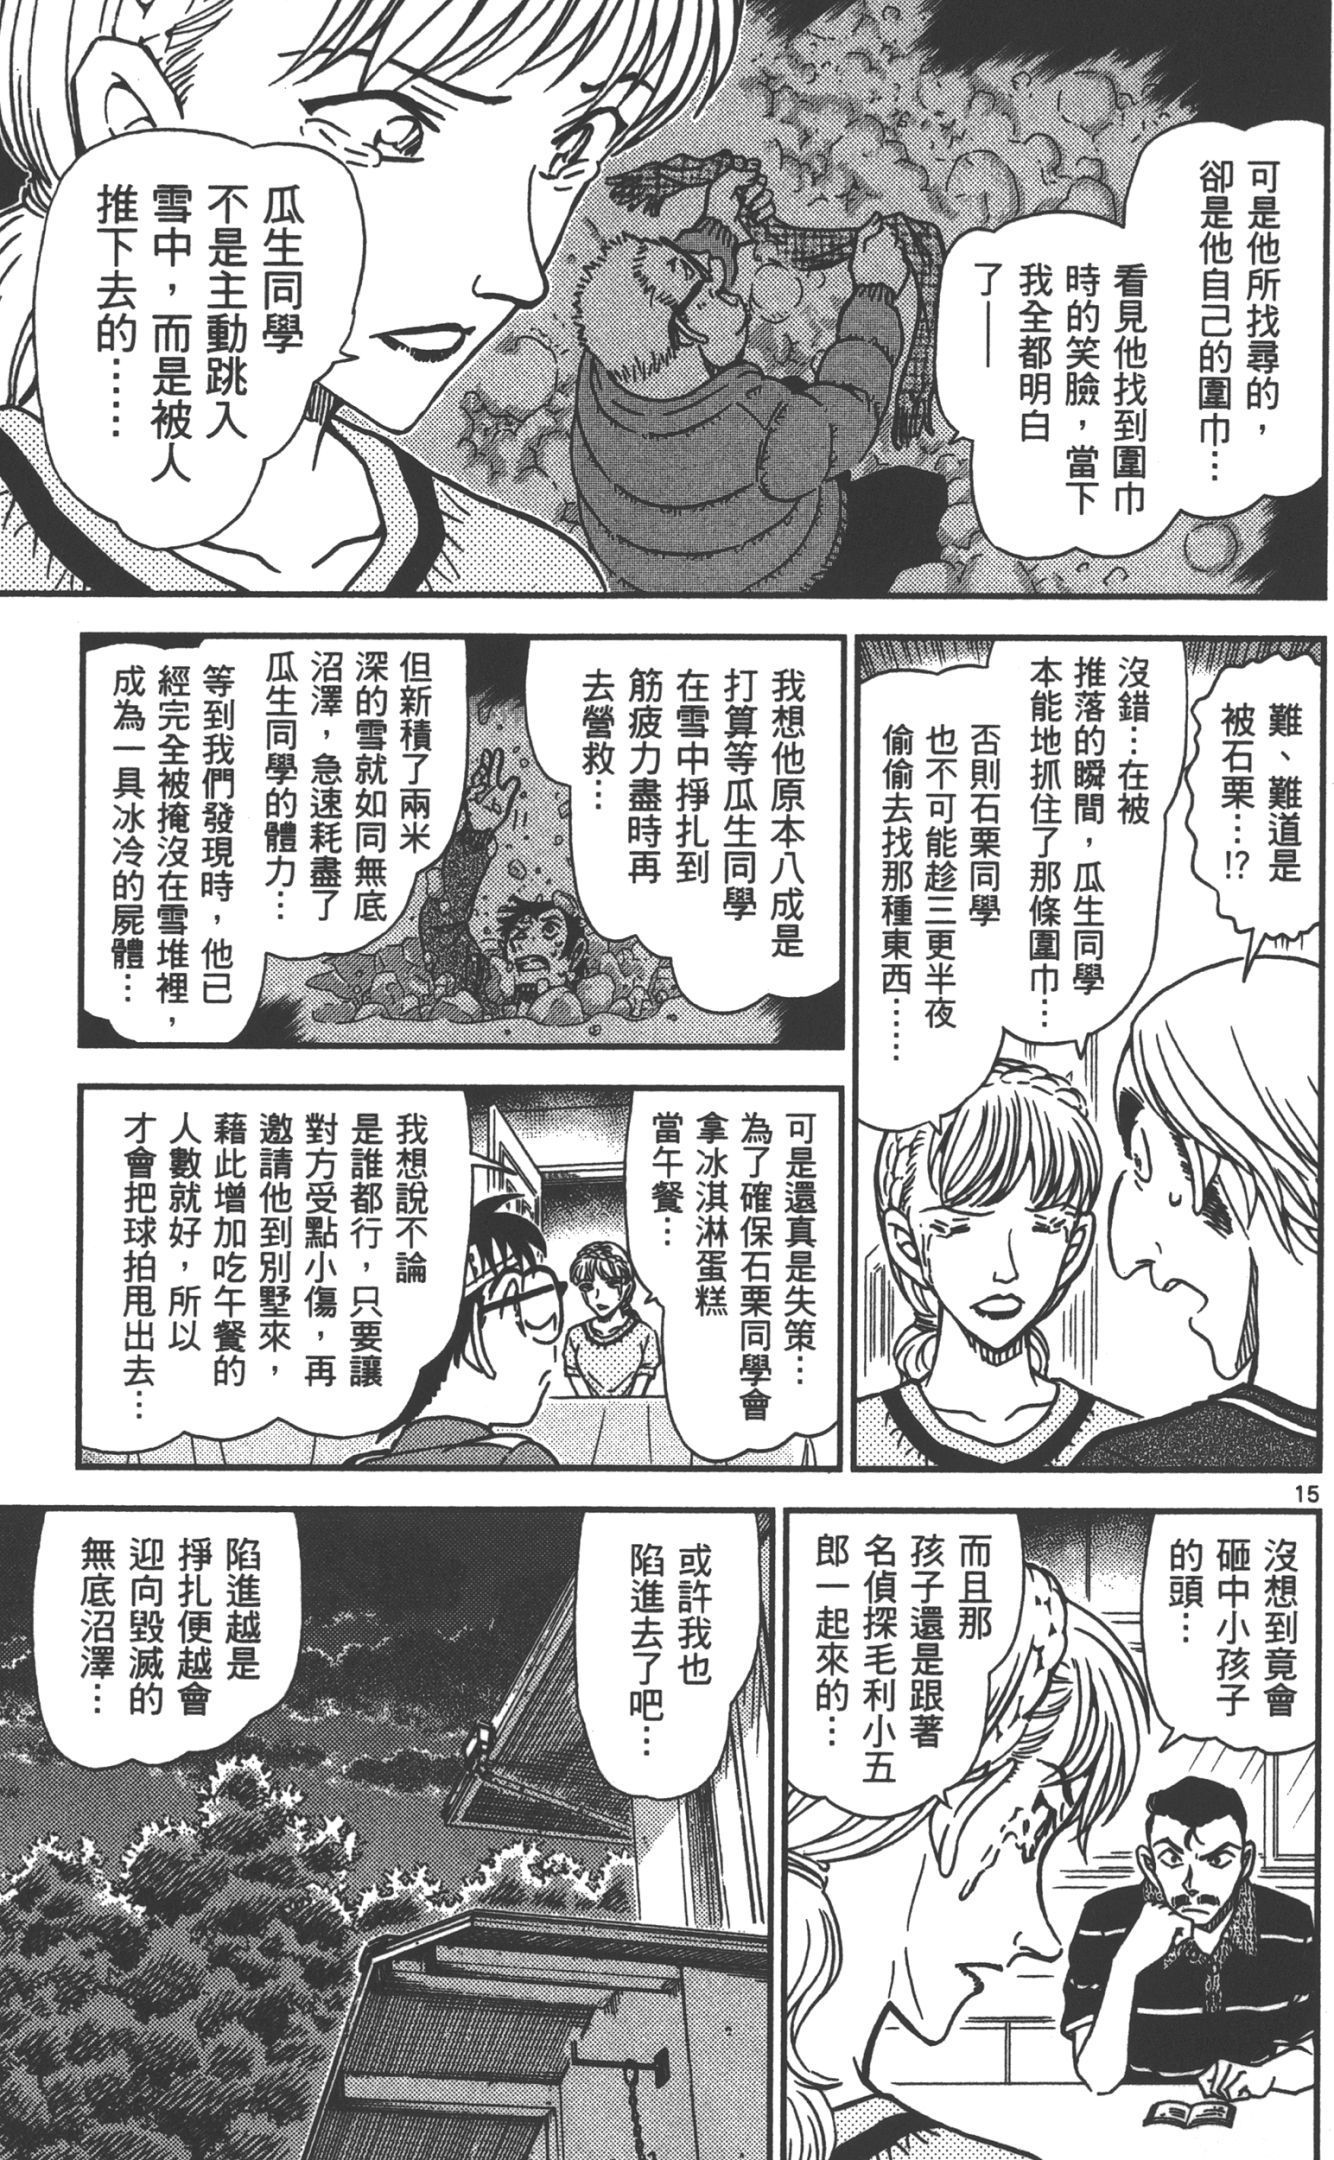 可是他所找尋的，
卻是他自己的圍巾…
看見他找到圍巾
時的笑臉，當下
我全都明白
了——
瓜生同學
不是主動跳入
雪中，而是被人
推下去的……
難、難道是
被石栗…!?
沒錯…在被
推落的瞬間，瓜生同學
本能地抓住了那條圍巾…
否則石栗同學
也不可能趁三更半夜
偷偷去找那種東西……
我想他原本八成是
打算等瓜生同學
在雪中掙扎到
筋疲力盡時再
去營救…
但新積了兩米
深的雪就如同無底
沼澤，急速耗盡了
瓜生同學的體力…
等到我們發現時，他已
經完全被掩沒在雪堆裡，
成為一具冰冷的屍體…
可是還真是失策…
為了確保石栗同學會
拿冰淇淋蛋糕
當午餐…
我想說不論
是誰都行，只要讓
對方受點小傷，再
邀請他到別墅來，
藉此增加吃午餐的
人數就好，所以
才會把球拍甩出去…
15
沒想到竟會
砸中小孩子
的頭…
而且那
孩子還是跟著
名偵探毛利小五
郎一起來的…
或許我也
陷進去了吧…
陷進越是
掙扎便越會
迎向毀滅的
無底沼澤…